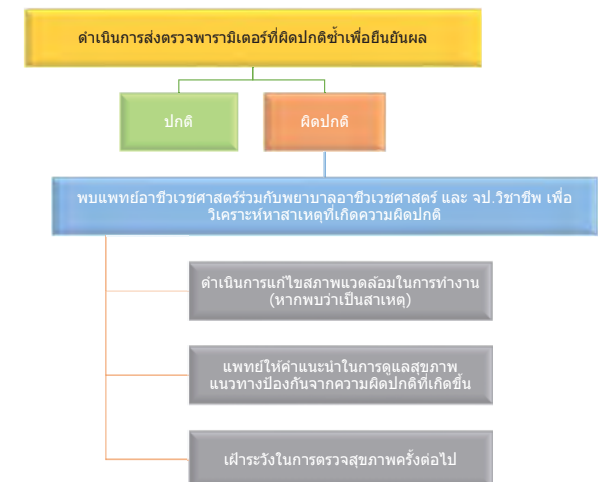 ดำเนินการส่งตรวจพารามิเตอร์ที่ผิดปกติซ้ำเพื่อยืนยันผล
ปกติ
ผิดปกติ
พบแพทย์อาชีวเวชศาสตร์ร่วมกับพยาบาลอาชีวเวชศาสตร์ และ จป.วิชาชีพ เพื่อ
วิเคราะห์หาสาเหตุที่เกิดความผิดปกติ
ดำเนินการแก้ไขสภาพแวดล้อมในการทำงาน
(หากพบว่าเป็นสาเหตุ)
แพทย์ให้คำแนะนำในการดูแลสุขภาพ
แนวทางป้องกันจากความผิดปกติที่เกิดขึ้น
เฝ้าระวังในการตรวจสุขภาพครั้งต่อไป